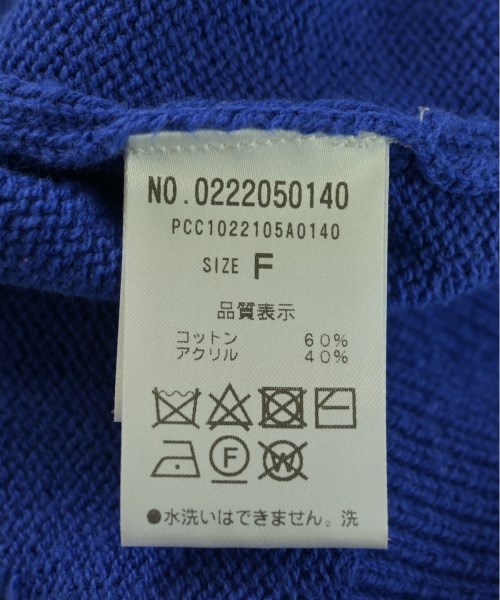 NO.0222050140
PCC1022105A0140
SIZE F
品質表示
コットン 60%
アクリル 40%
F W
●水洗いはできません。洗